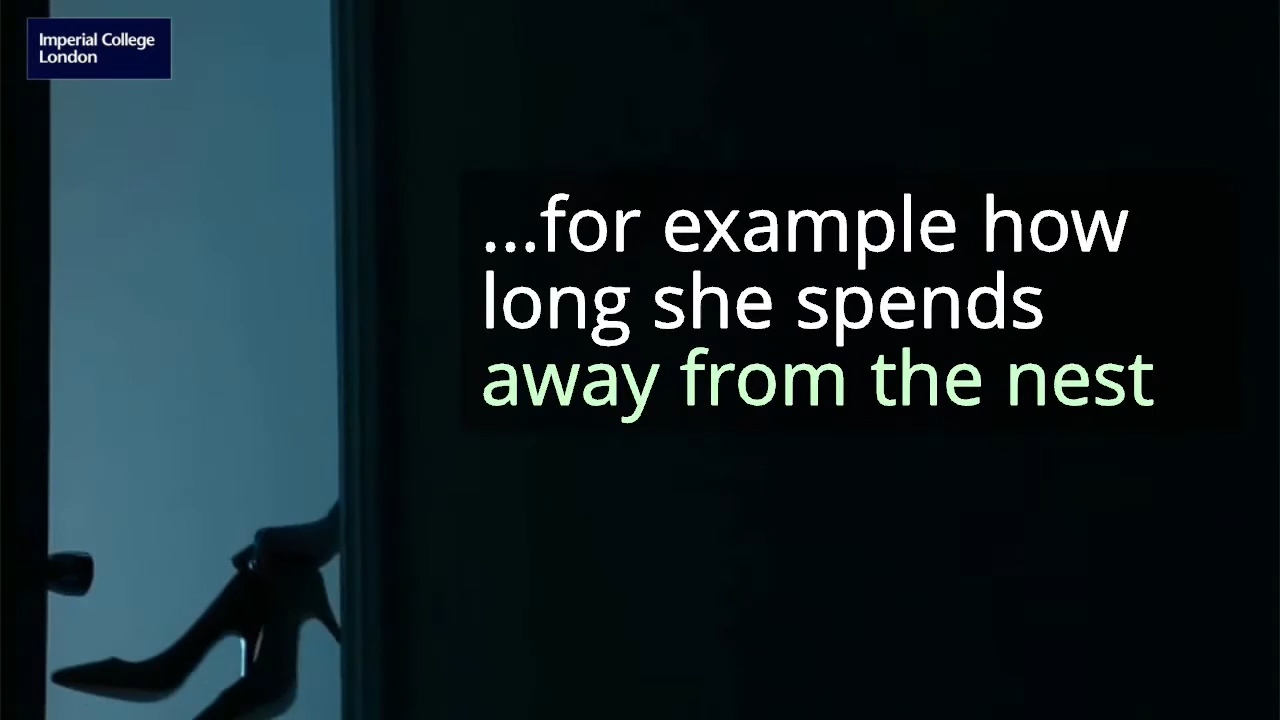 Imperial College
London
...for example how
long she spends
away from the nest